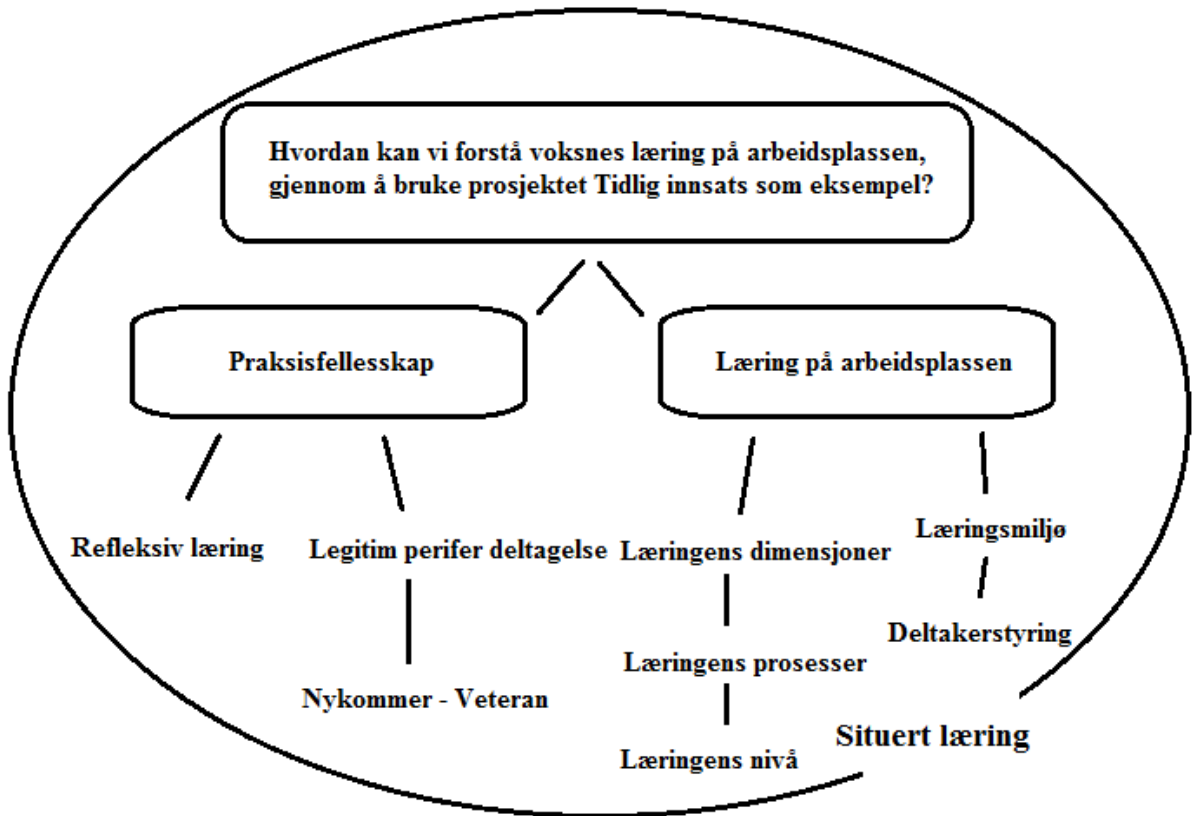 Hvordan kan vi forstå voksnes læring på arbeidsplassen,
gjennom å bruke prosjektet Tidlig innsats som eksempel?
Praksisfellesskap
Læring på arbeidsplassen
Refleksiv læring
Legitim perifer deltagelse
Læringens dimensjoner
Læringsmiljø
Deltakerstyring
Læringens prosesser
Nykommer - Veteran
Læringens nivå
Situert læring